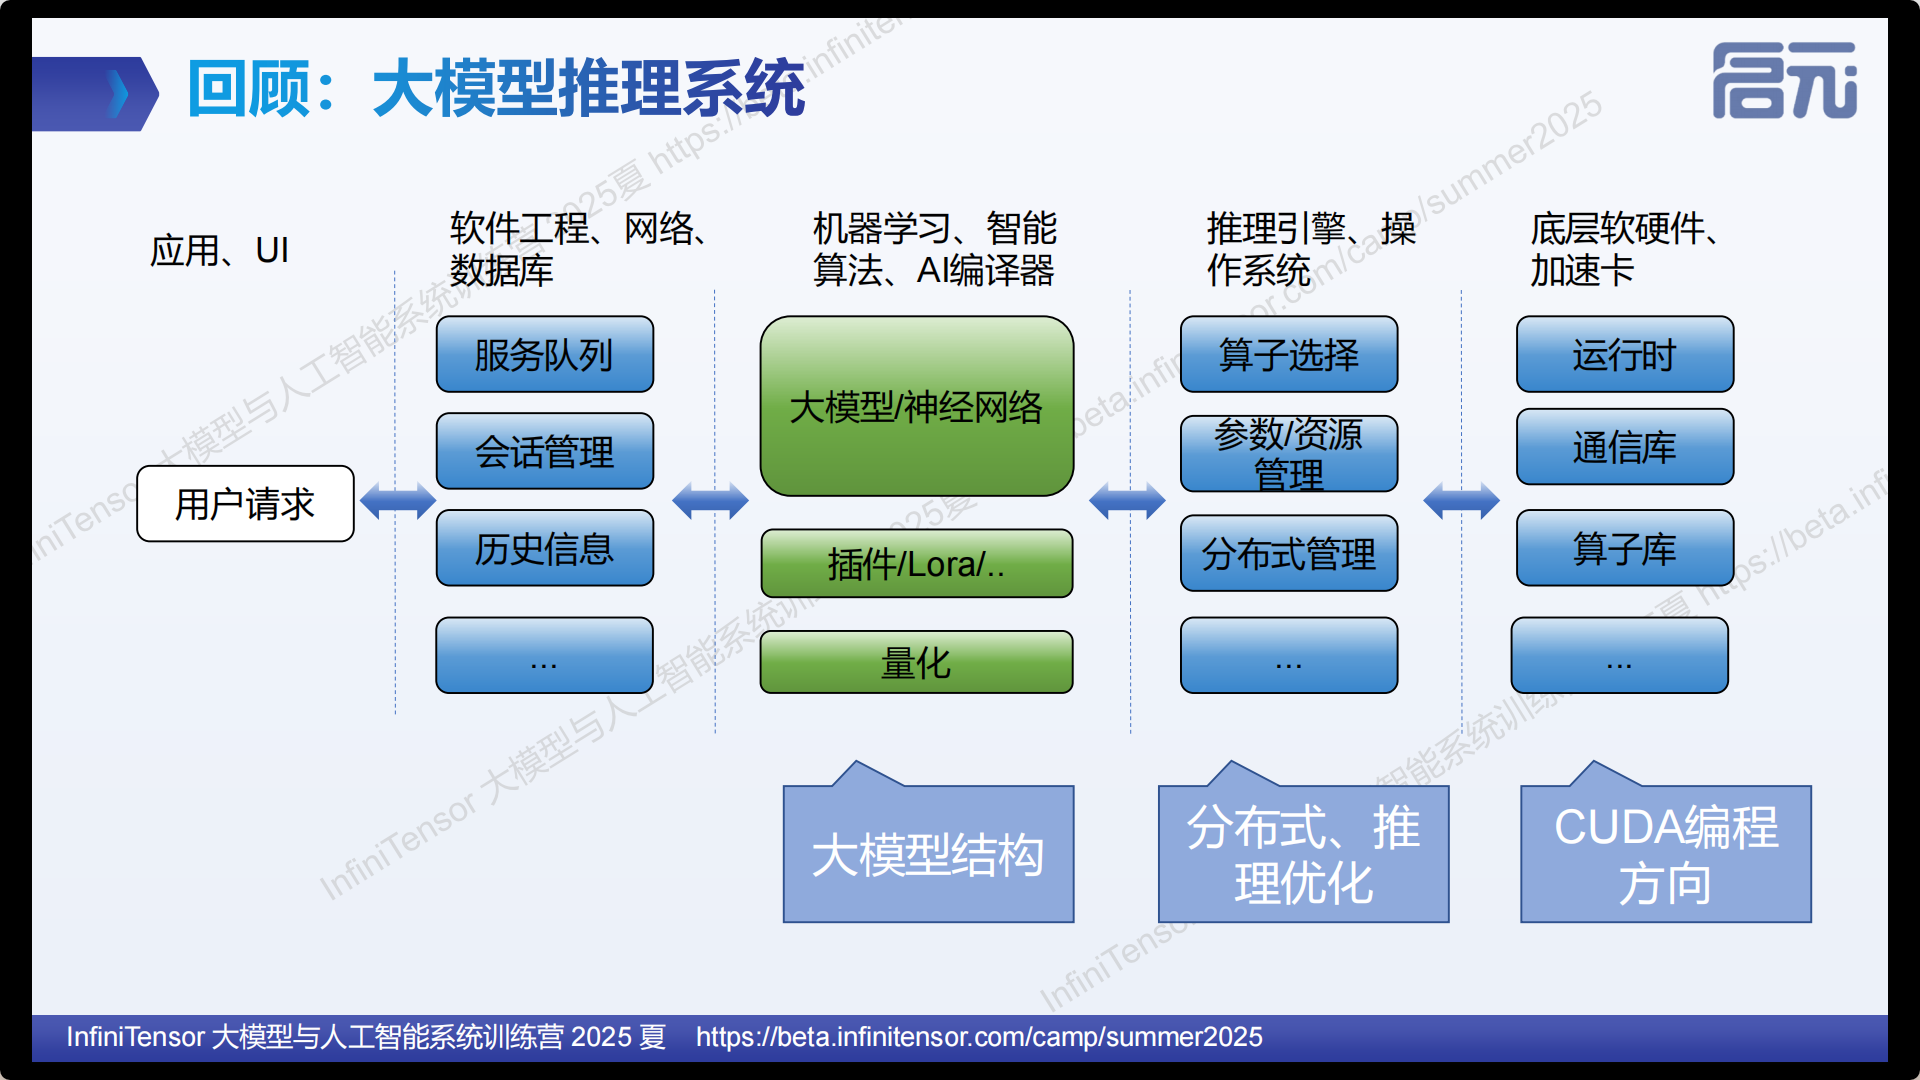 回顾：大模型推理系统
启元
应用、UI
软件工程、网络、
数据库
机器学习、智能
算法、AI编译器
推理引擎、操
作系统
底层软硬件、
加速卡
用户请求
服务队列
会话管理
历史信息
...
大模型/神经网络
插件/Lora/..
量化
算子选择
参数/资源
管理
分布式管理
...
运行时
通信库
算子库
...
大模型结构
分布式、推
理优化
CUDA编程
方向
InfiniTensor 大模型与人工智能系统训练营 2025 夏 https://beta.infinitensor.com/camp/summer2025